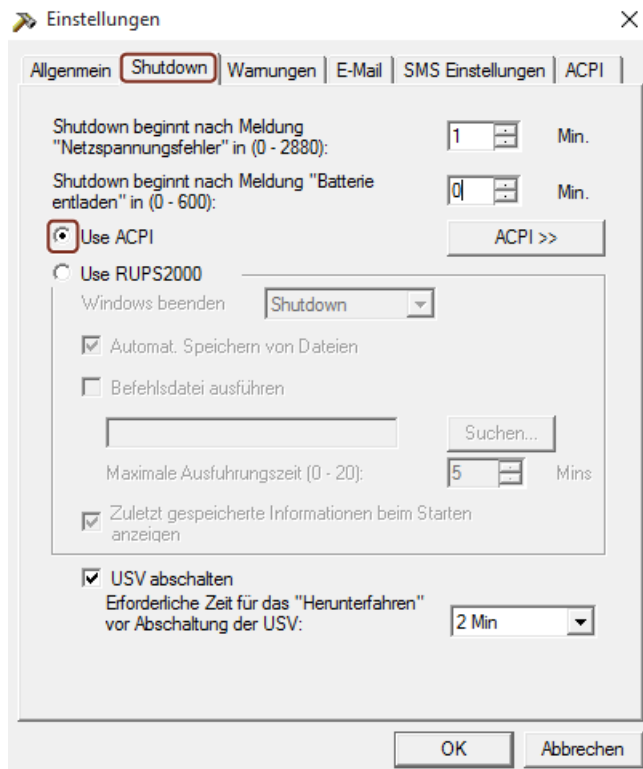 Einstellungen
Allgenmein Shutdown Warnungen E-Mail SMS Einstellungen ACPI
Shutdown beginnt nach Meldung
"Netzspannungsfehler" in (0 - 2880):
1 Min.
Shutdown beginnt nach Meldung "Batterie
entladen" in (0 - 600):
0 Min.
Use ACPI ACPI >>
Use RUPS2000
Windows beenden Shutdown
Automat. Speichern von Dateien
Befehlsdatei ausführen
Suchen...
Maximale Ausfuhrungszeit (0 - 20): 5 Mins
Zuletzt gespeicherte Informationen beim Starten
anzeigen
USV abschalten
Erforderliche Zeit für das "Herunterfahren"
vor Abschaltung der USV: 2 Min
OK Abbrechen